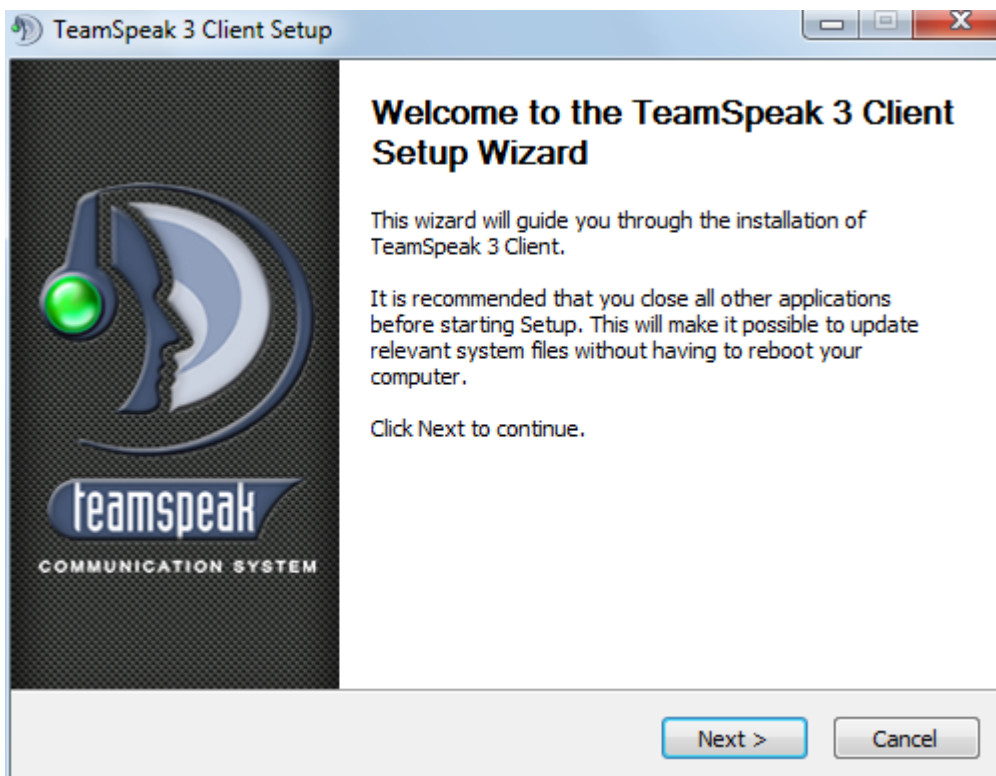 TeamSpeak 3 Client Setup
Welcome to the TeamSpeak 3 Client
Setup Wizard
This wizard will guide you through the installation of
TeamSpeak 3 Client.
It is recommended that you close all other applications
before starting Setup. This will make it possible to update
relevant system files without having to reboot your
computer.
Click Next to continue.
teamspeak
COMMUNICATION SYSTEM
Next >
Cancel